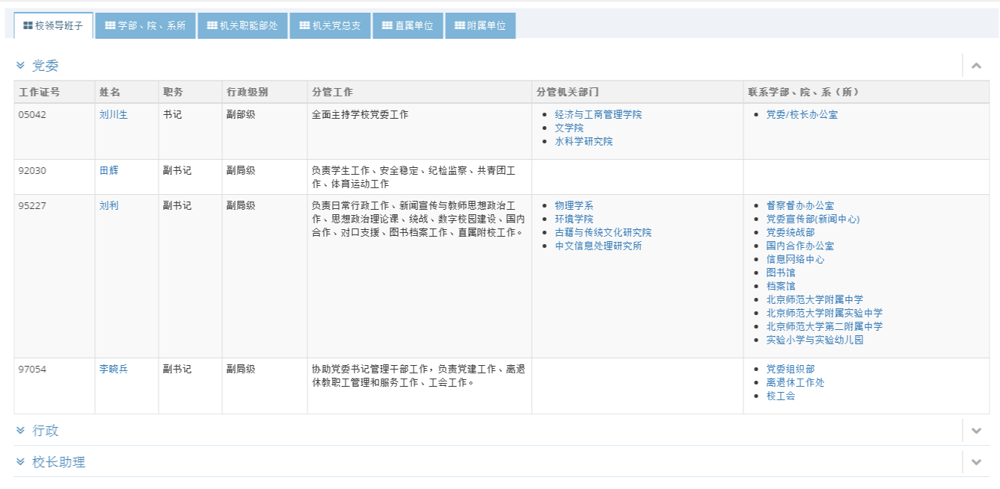 校领导班子 学部、院、系所 机关职能部处 机关党总支 直属单位 附属单位
党委
工作证号 姓名 职务 行政级别 分管工作 分管机关部门 联系学部、院、系（所）
05042 刘川生 书记 副部级 全面主持学校党委工作 经济与工商管理学院 党委/校长办公室
文学院
水科学研究院
92030 田辉 副书记 副局级 负责学生工作、安全稳定、纪检监察、共青团工
作、体育运动工作
95227 刘利 副书记 副局级 负责日常行政工作、新闻宣传与教师思想政治工 物理学系 督察督办办公室
作、思想政治理论课、统战、数字校园建设、国内 环境学院 党委宣传部(新闻中心)
合作、对口支援、图书档案工作、直属附校工作。 古籍与传统文化研究院 党委统战部
中文信息处理研究所 国内合作办公室
信息网络中心
图书馆
档案馆
北京师范大学附属中学
北京师范大学附属实验中学
北京师范大学第二附属中学
实验小学与实验幼儿园
97054 李晓兵 副书记 副局级 协助党委书记管理干部工作，负责党建工作、离退 党委组织部
休教职工管理和服务工作、工会工作。 离退休工作处
校工会
行政
校长助理